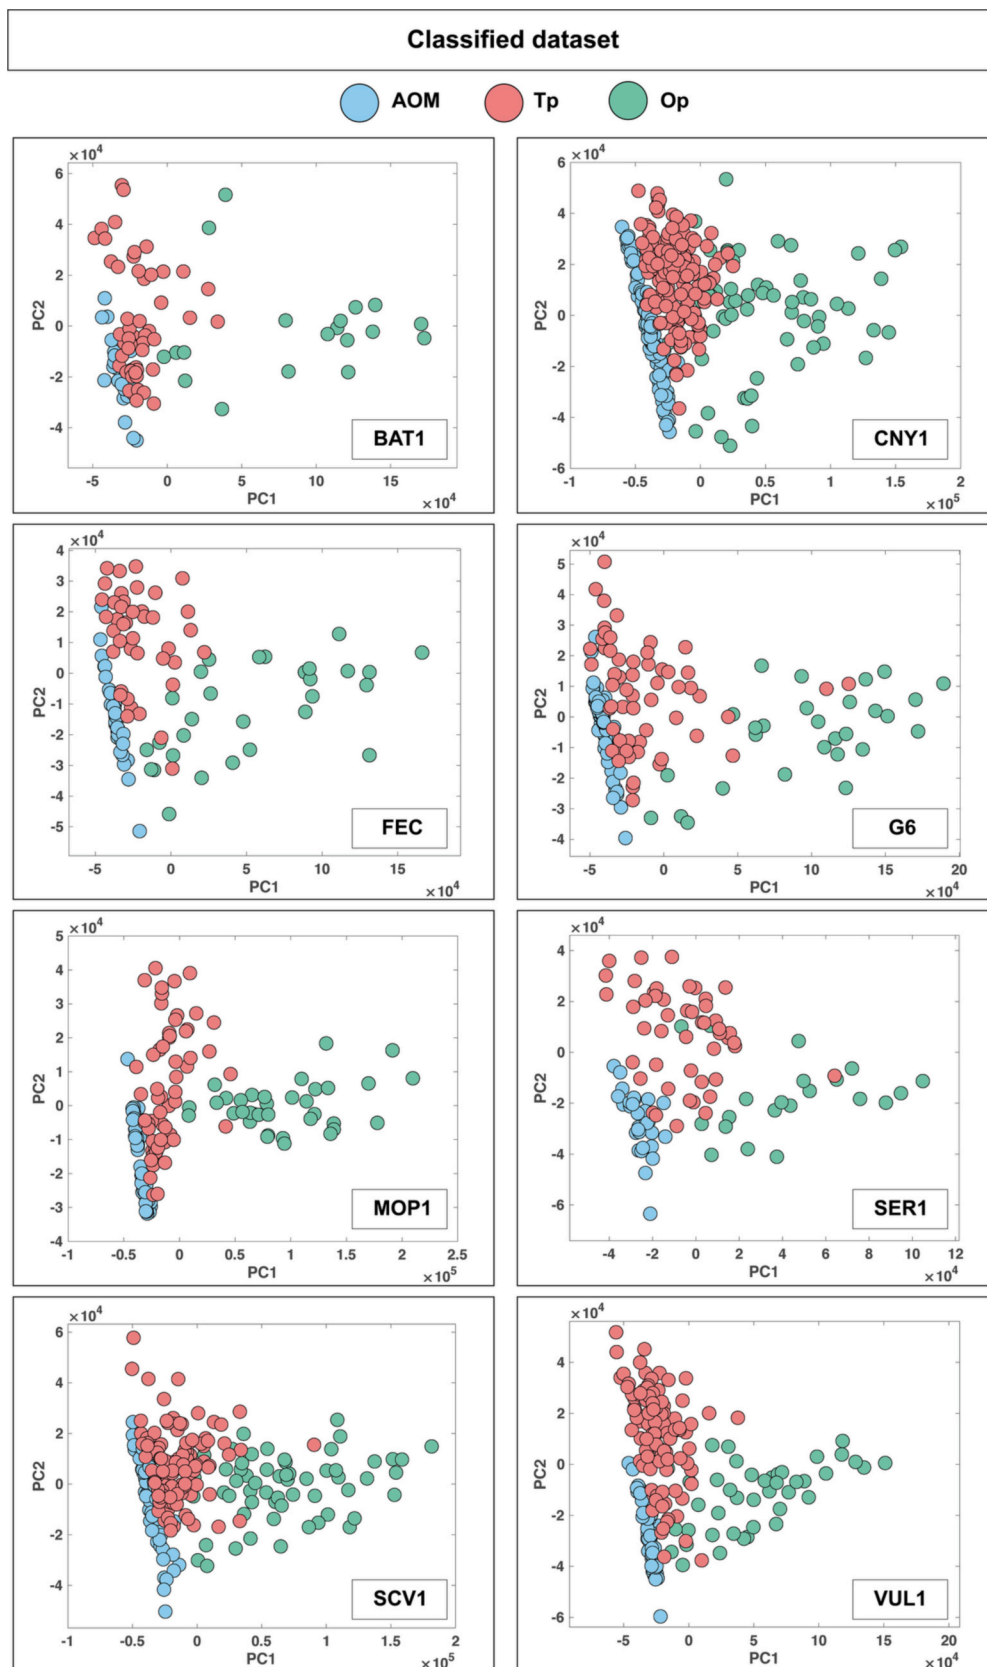 Classified dataset
AOM Tp Op
×10⁴
6
4
2
0
-2
-4
PC2
-5 0 5 10 15
PC1
×10⁴
BAT1
×10⁴
6
4
2
0
-2
-4
-6
PC2
-1 -0.5 0 0.5 1 1.5 2
PC1
×10⁵
CNY1
×10⁴
4
3
2
1
0
-1
-2
-3
-4
-5
PC2
-5 0 5 10 15
PC1
×10⁴
FEC
×10⁴
5
4
3
2
1
0
-1
-2
-3
-4
PC2
-5 0 5 10 15 20
PC1
×10⁴
G6
×10⁴
5
4
3
2
1
0
-1
-2
-3
-4
PC2
-1 -0.5 0 0.5 1 1.5 2 2.5
PC1
×10⁵
MOP1
×10⁴
4
2
0
-2
-4
-6
PC2
-4 -2 0 2 4 6 8 10 12
PC1
×10⁴
SER1
×10⁴
6
4
2
0
-2
-4
PC2
-1 -0.5 0 0.5 1 1.5 2
PC1
×10⁵
SCV1
×10⁴
6
4
2
0
-2
-4
-6
PC2
-5 0 5 10 15 20
PC1
×10⁴
VUL1